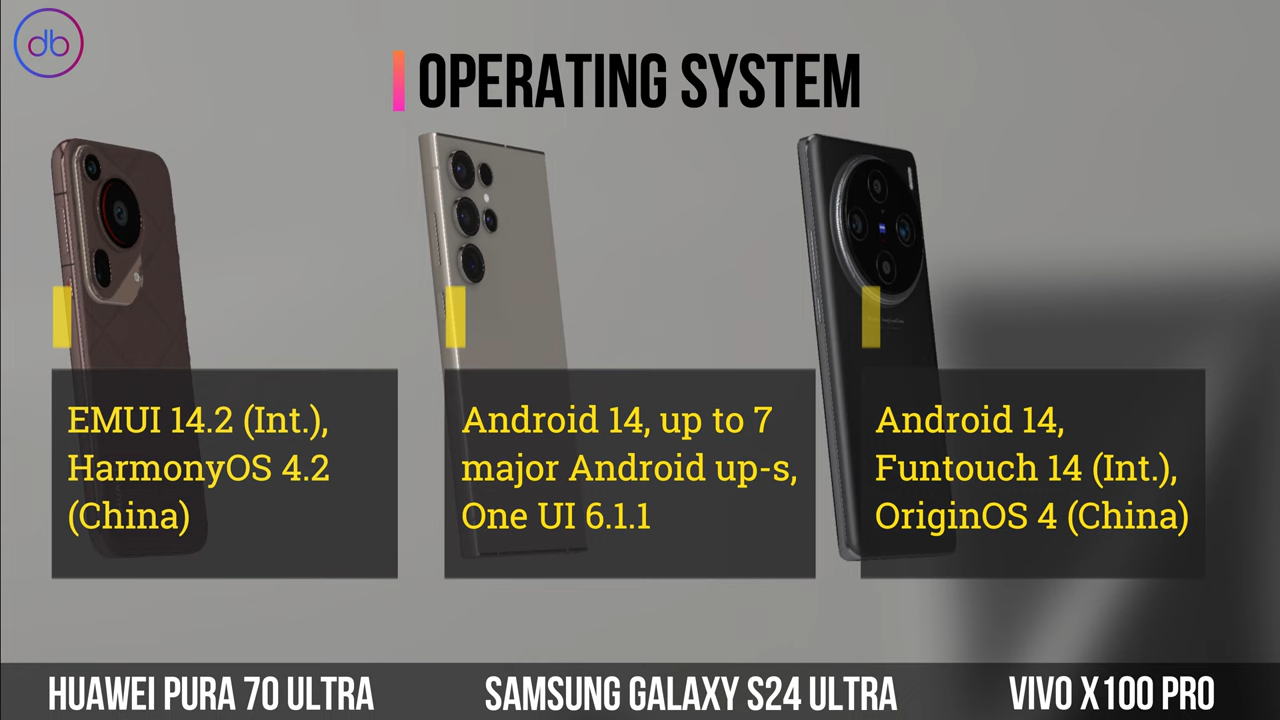 db
OPERATING SYSTEM
EMUI 14.2 (Int.),
HarmonyOS 4.2
(China)
Android 14, up to 7
major Android up-s,
One UI 6.1.1
Android 14,
Funtouch 14 (Int.),
OriginOS 4 (China)
HUAWEI PURA 70 ULTRA
SAMSUNG GALAXY S24 ULTRA
VIVO X100 PRO